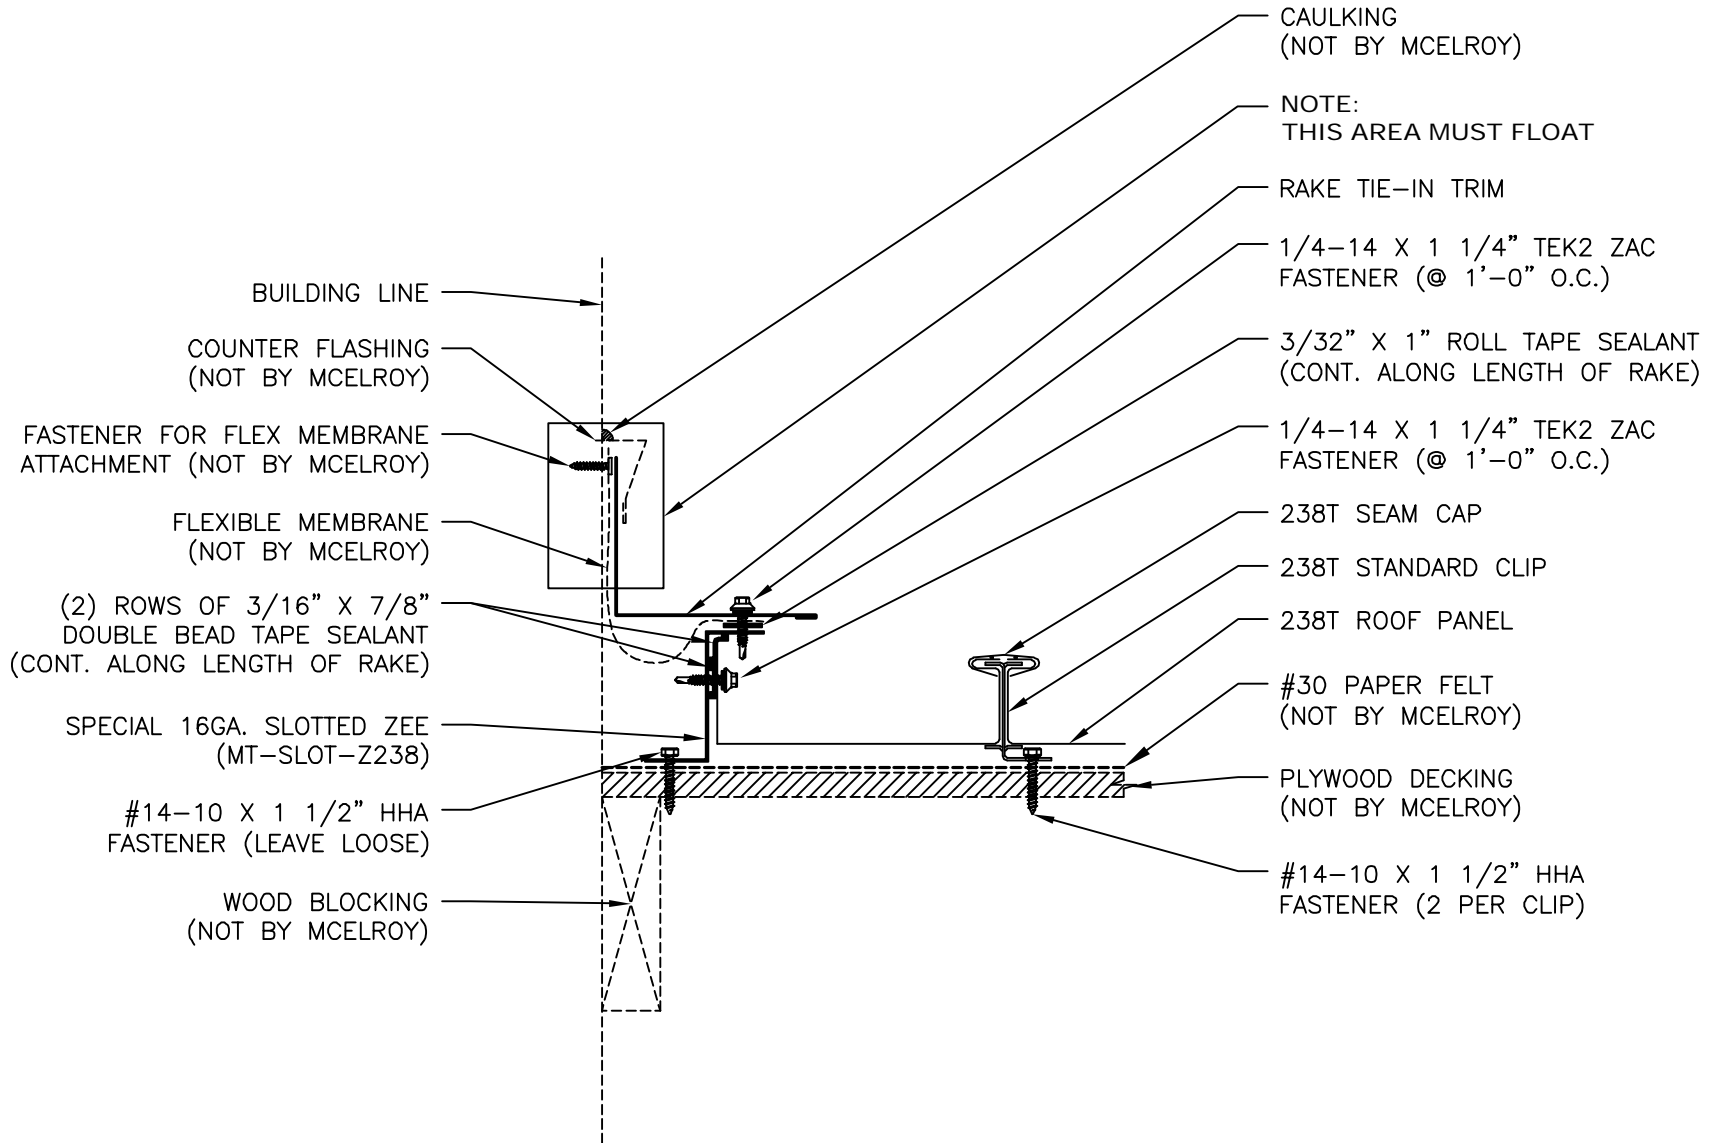 CAULKING
(NOT BY MCELROY)
NOTE:
THIS AREA MUST FLOAT
RAKE TIE-IN TRIM
1/4-14 X 1 1/4" TEK2 ZAC
FASTENER (@ 1'-0" O.C.)
3/32" X 1" ROLL TAPE SEALANT
(CONT. ALONG LENGTH OF RAKE)
1/4-14 X 1 1/4" TEK2 ZAC
FASTENER (@ 1'-0" O.C.)
238T SEAM CAP
238T STANDARD CLIP
238T ROOF PANEL
#30 PAPER FELT
(NOT BY MCELROY)
PLYWOOD DECKING
(NOT BY MCELROY)
#14-10 X 1 1/2" HHA
FASTENER (2 PER CLIP)
BUILDING LINE
COUNTER FLASHING
(NOT BY MCELROY)
FASTENER FOR FLEX MEMBRANE
ATTACHMENT (NOT BY MCELROY)
FLEXIBLE MEMBRANE
(NOT BY MCELROY)
(2) ROWS OF 3/16" X 7/8"
DOUBLE BEAD TAPE SEALANT
(CONT. ALONG LENGTH OF RAKE)
SPECIAL 16GA. SLOTTED ZEE
(MT-SLOT-Z238)
#14-10 X 1 1/2" HHA
FASTENER (LEAVE LOOSE)
WOOD BLOCKING
(NOT BY MCELROY)